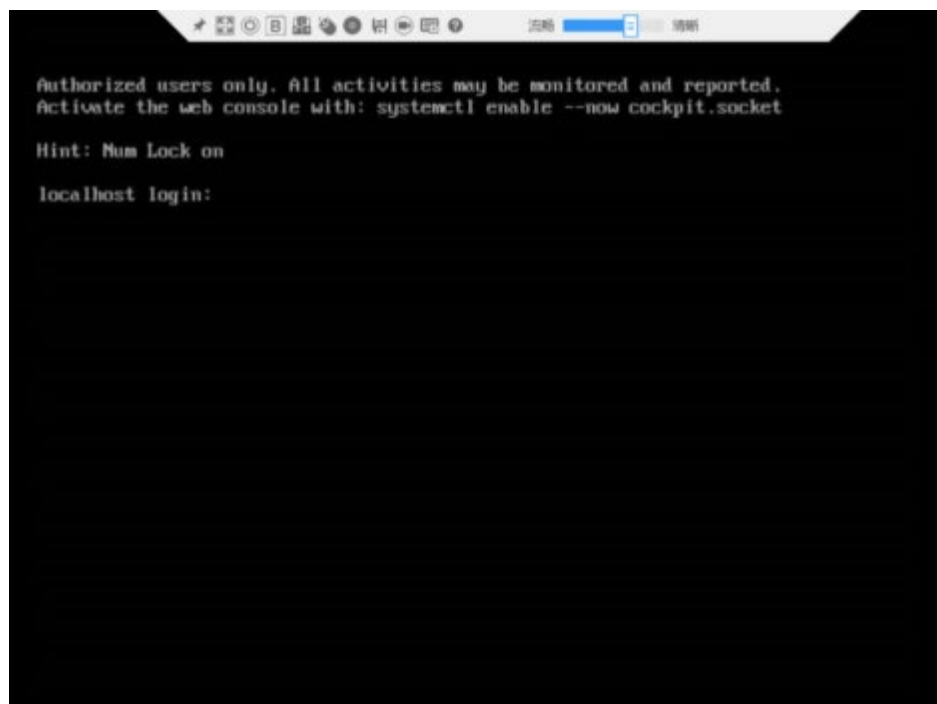 B
流畅 清晰
Authorized users only. All activities may be monitored and reported.
Activate the web console with: systemctl enable --now cockpit.socket
Hint: Num Lock on
localhost login: